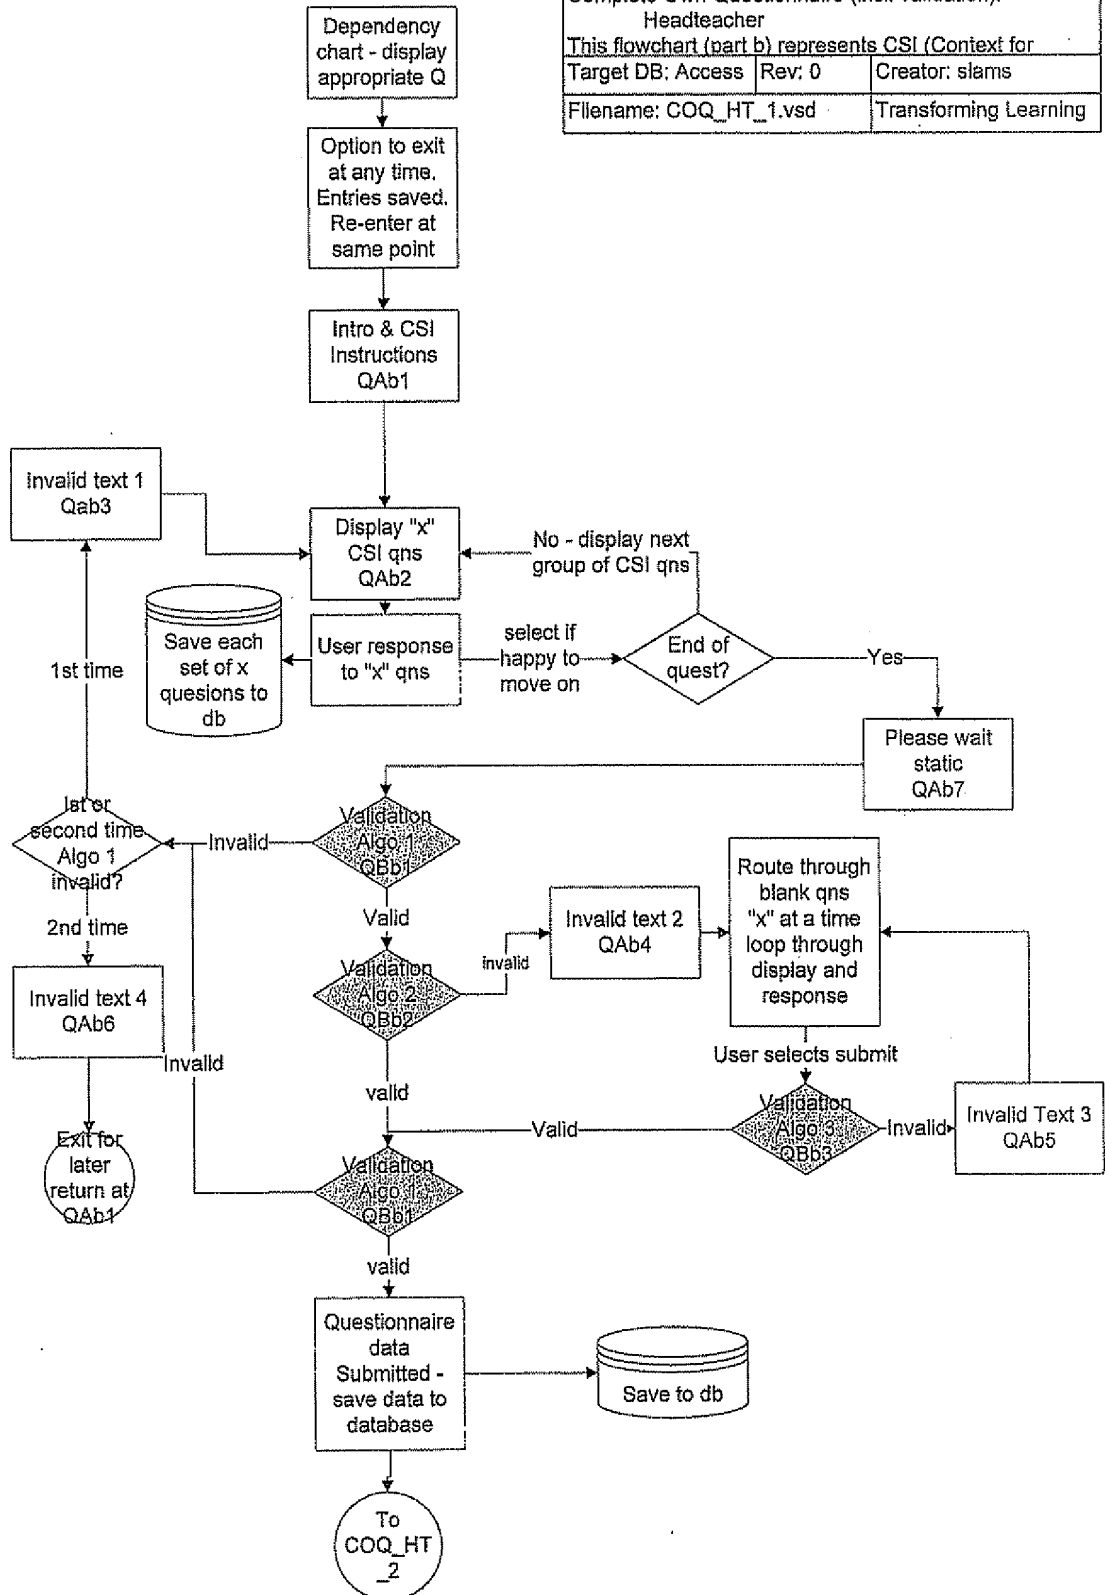 Headteacher
This flowchart (part b) represents CSI (Context for
Target DB: Access
Rev: 0
Creator: slams
Filename: COQ_HT_1.vsd
Transforming Learning
Dependency
chart - display
appropriate Q
Option to exit
at any time.
Entries saved.
Re-enter at
same point
Intro & CSI
Instructions
QAb1
Invalid text 1
Qab3
Display "x"
CSI qns
QAb2
No - display next
group of CSI qns
Save each
set of x
quesions to
db
User response
to "x" qns
select if
happy to
move on
End of
quest?
Yes
1st time
Please wait
static
QAb7
Ist or
second time
Algo 1
invalid?
Invalid
Validation
Algo 1
QBb1
Route through
blank qns
"x" at a time
loop through
display and
response
2nd time
Valid
Invalid text 2
QAb4
invalid
Validation
Algo 2
QBb2
Invalid text 4
QAb6
Invalid
User selects submit
valid
Validation
Algo 3
QBb3
Valid
Invalid
Invalid Text 3
QAb5
Exit for
later
return at
QAb1
Validation
Algo 1
QBb1
valid
Questionnaire
data
Submitted -
save data to
database
Save to db
To
COQ_HT
_2